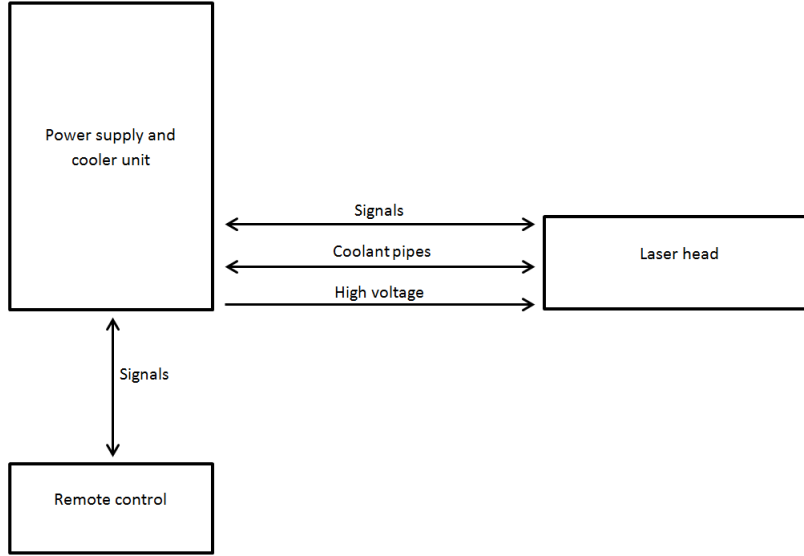 Power supply and
cooler unit
Signals
Coolant pipes
High voltage
Laser head
Signals
Remote control